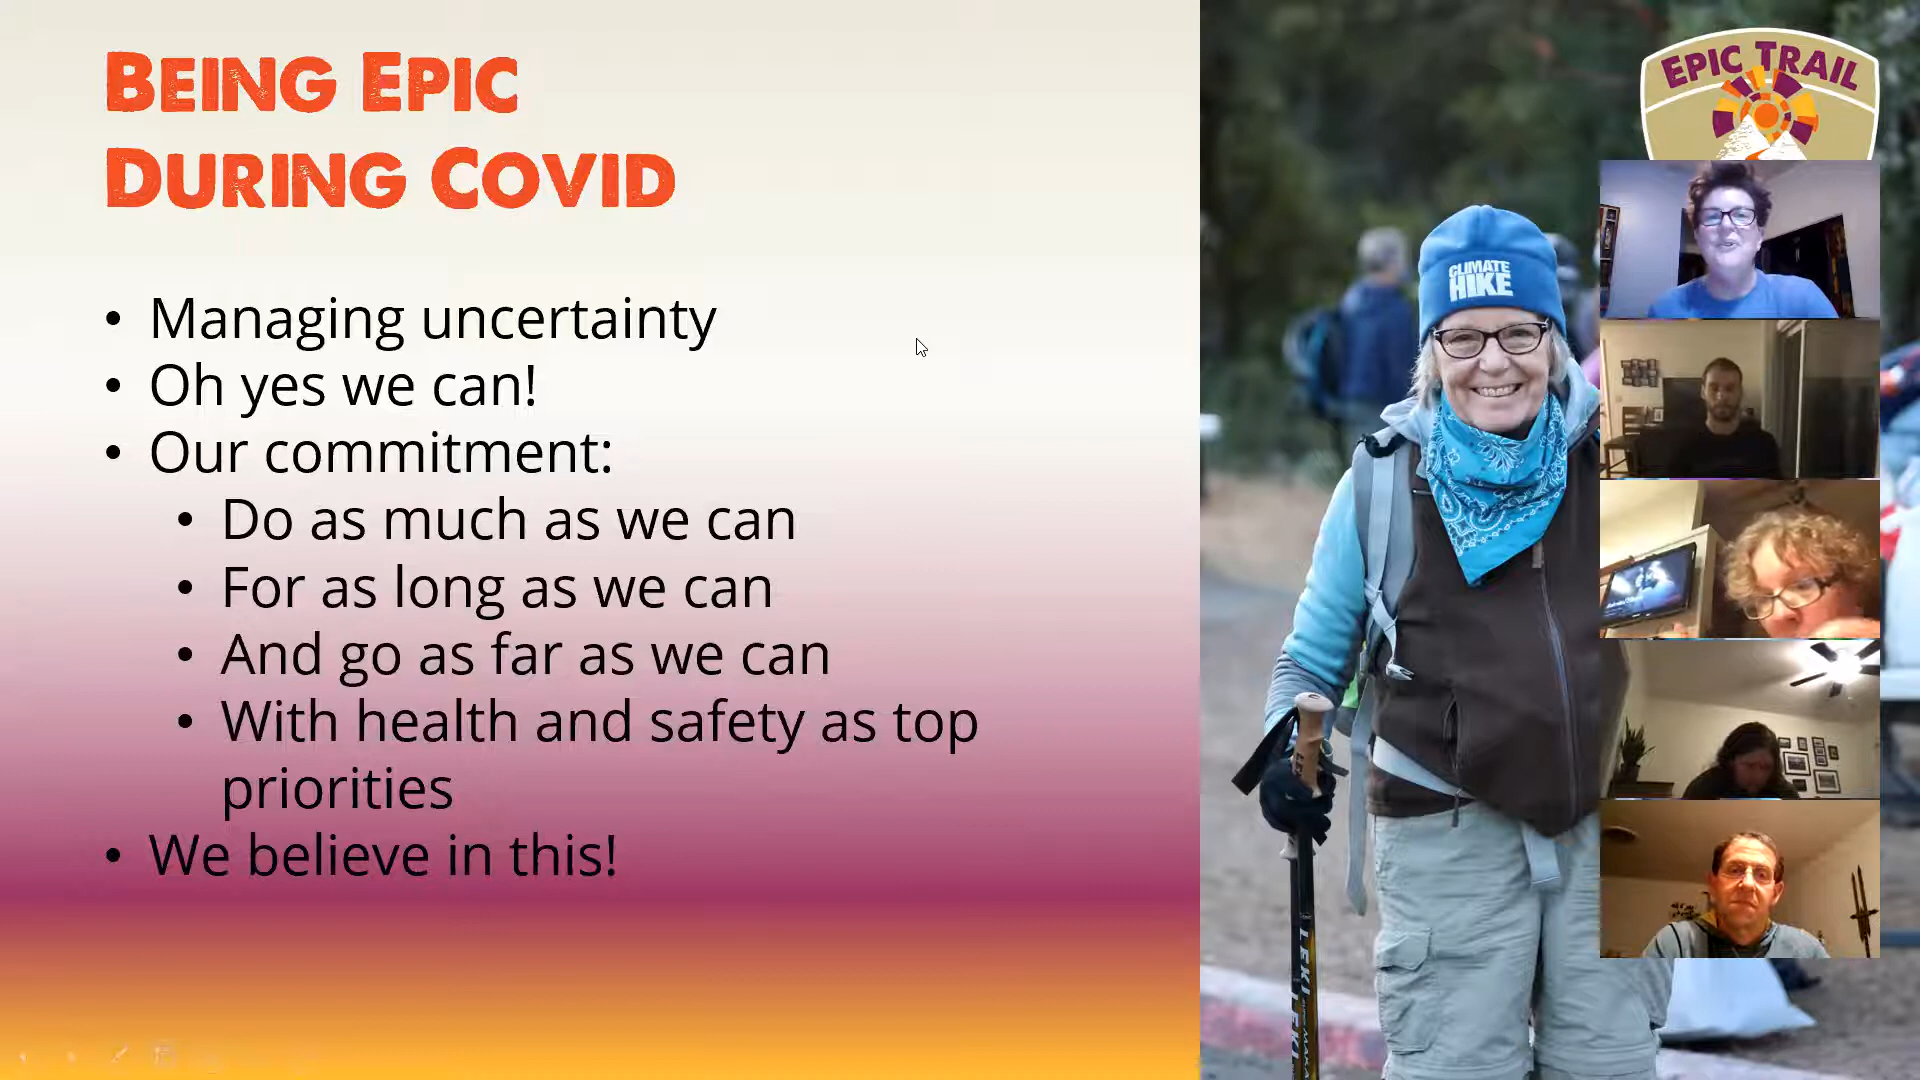 BEING EPIC
DURING COVID
• Managing uncertainty
• Oh yes we can!
• Our commitment:
• Do as much as we can
• For as long as we can
• And go as far as we can
• With health and safety as top
priorities
• We believe in this!
EPIC TRAIL
CLIMATE
HIKE
LEKI
LEKI